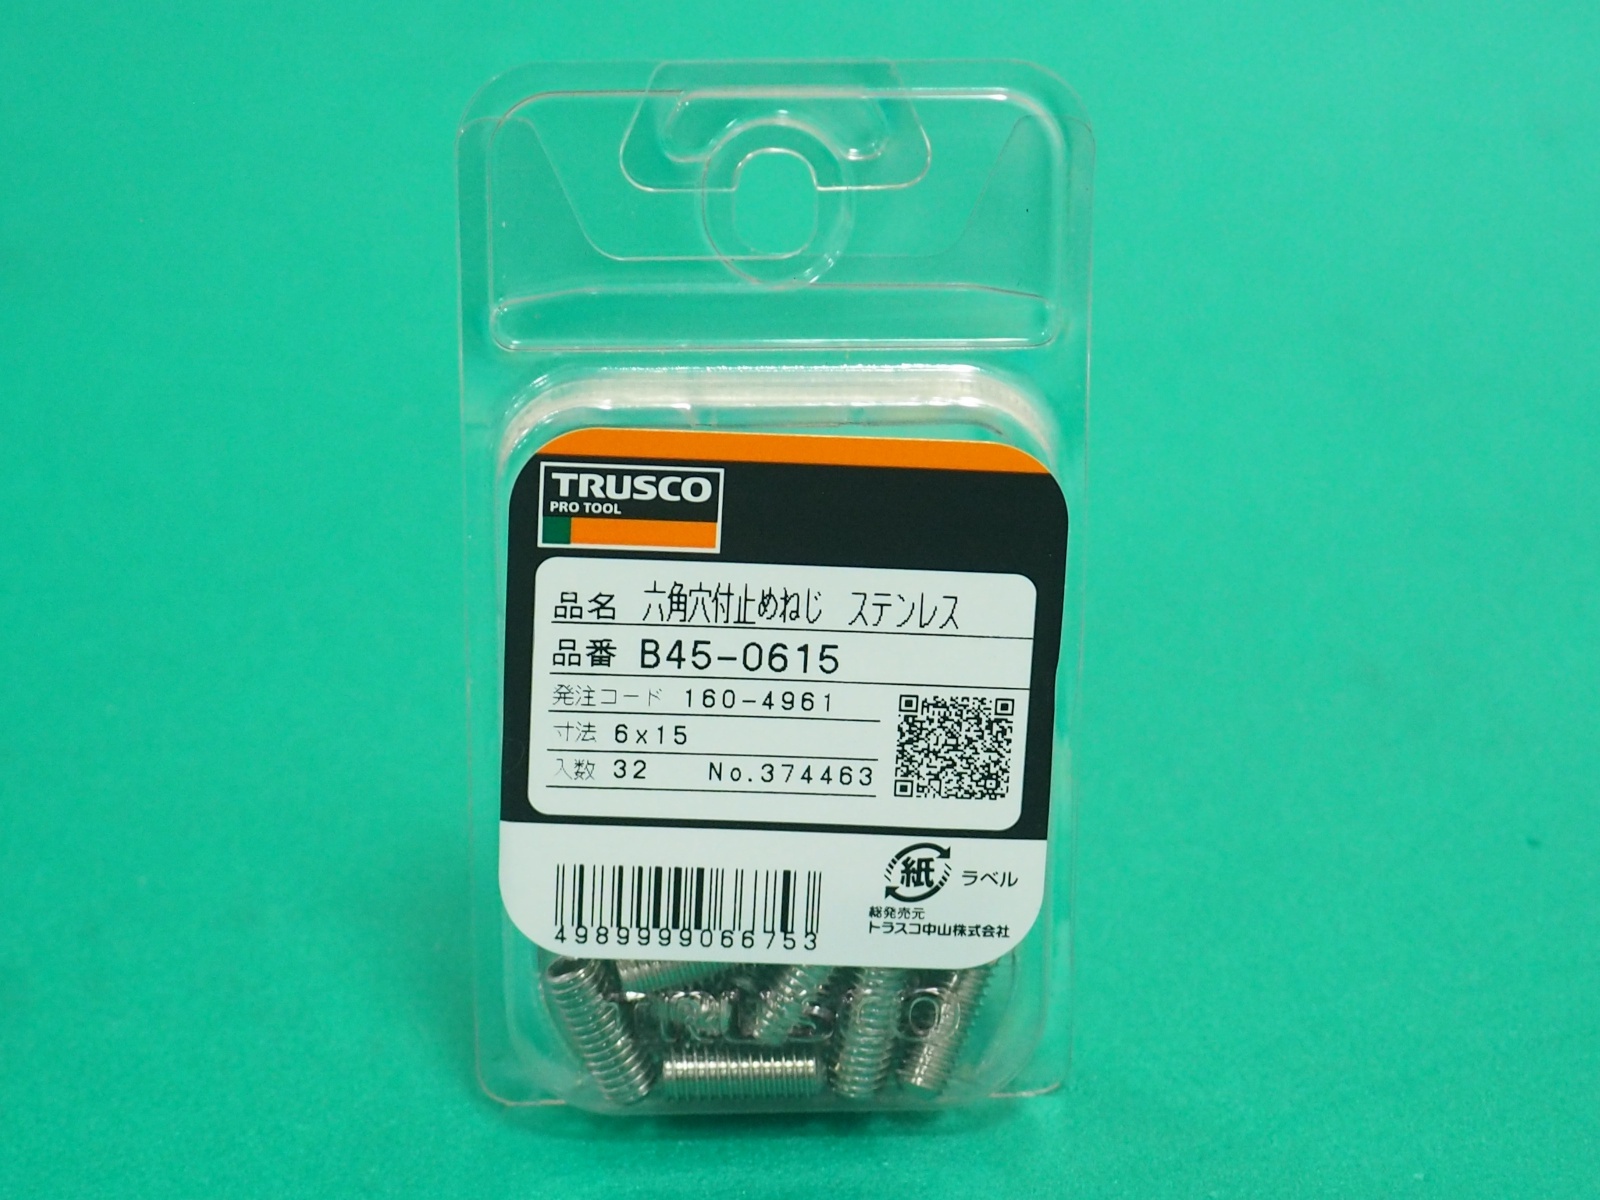 TRUSCO
PRO TOOL
品名 六角穴付止めねじ ステンレス
品番 B45-0615
発注コード 160-4961
寸法 6x15
入数 32 No.374463
紙 ラベル
総発売元
トラスコ中山株式会社
4989999066753
TRUSCO